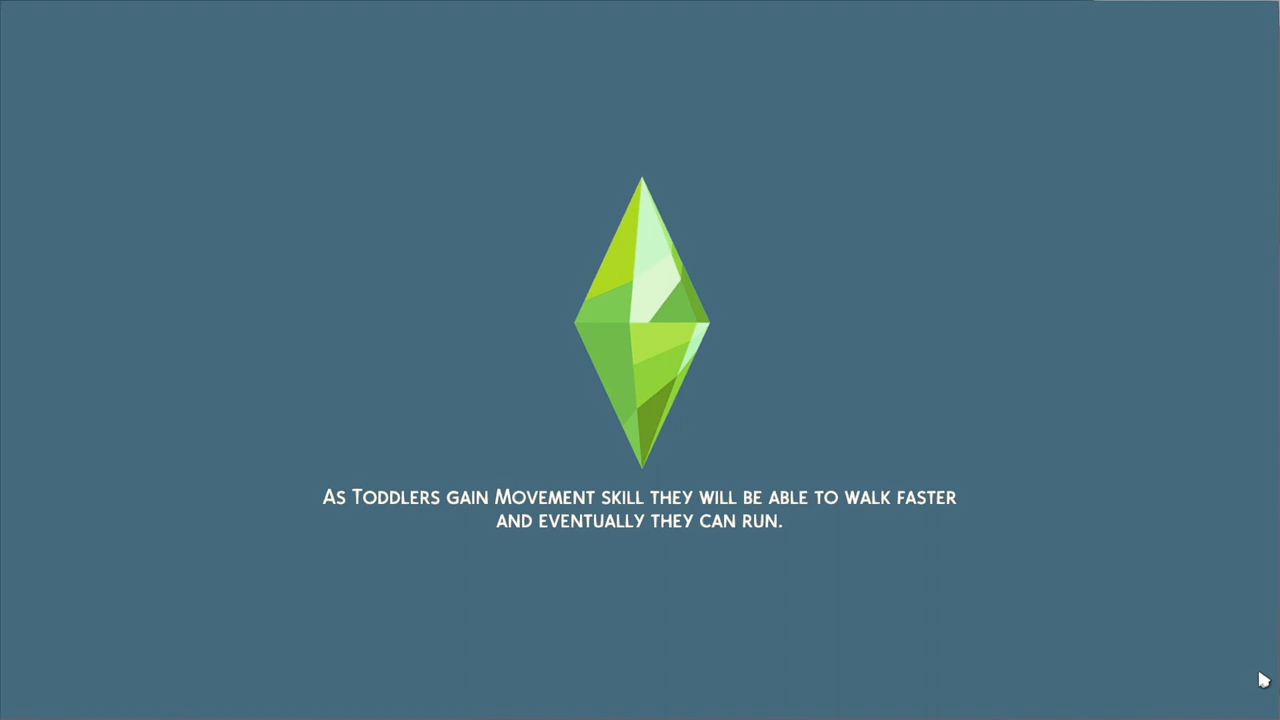 As Toddlers gain Movement skill they will be able to walk faster
and eventually they can run.